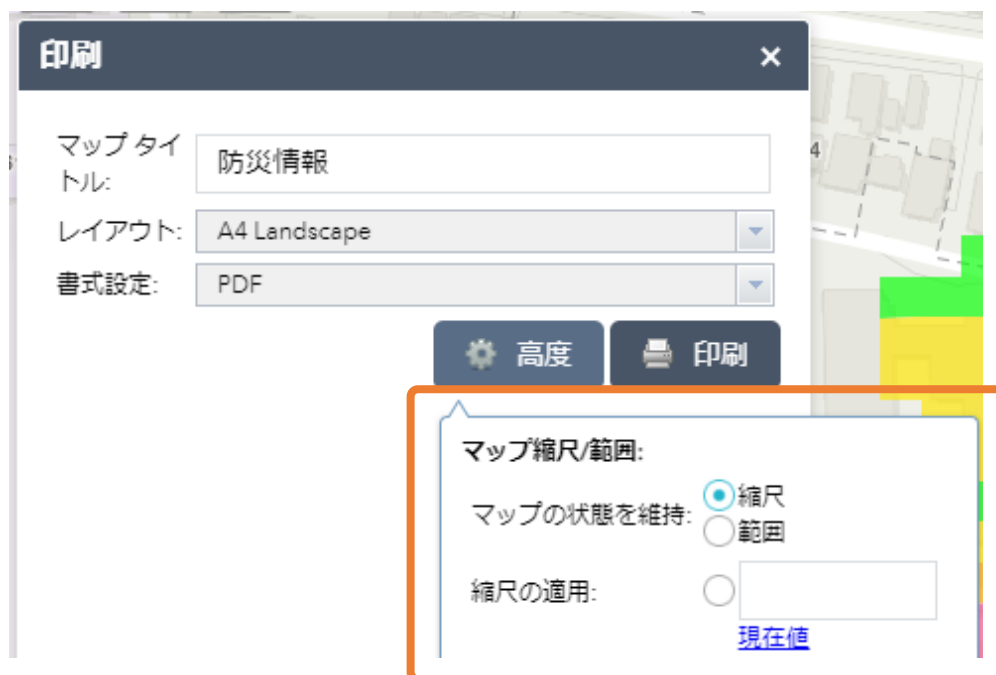 印刷
×
マップ タイ
トル:
防災情報
レイアウト:
A4 Landscape
書式設定:
PDF
高度
印刷
マップ縮尺/範囲:
マップの状態を維持:
縮尺
範囲
縮尺の適用:
現在値
4